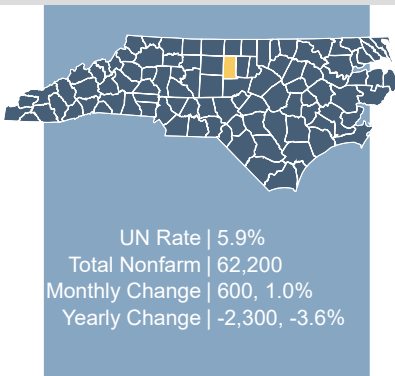 UN Rate | 5.9%
Total Nonfarm | 62,200
Monthly Change | 600, 1.0%
Yearly Change | -2,300, -3.6%